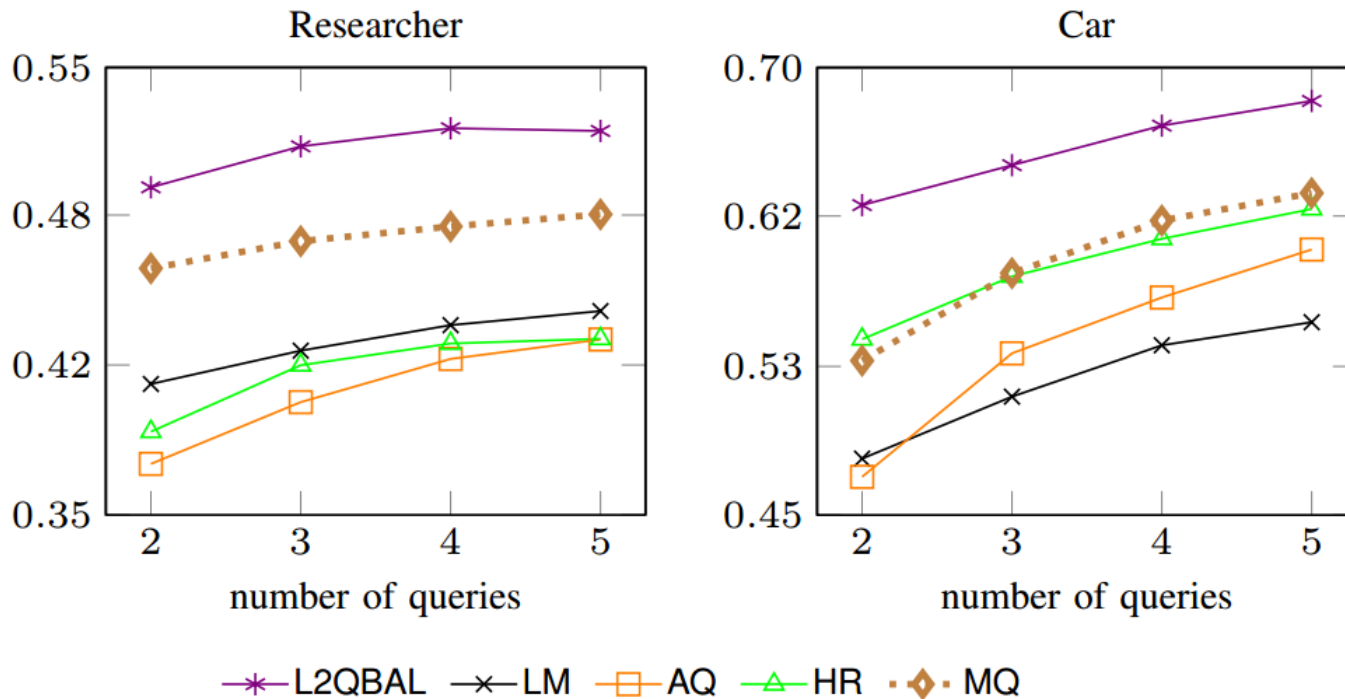 Researcher
0.55
0.48
0.42
0.35
2 3 4 5
number of queries
Car
0.70
0.62
0.53
0.45
2 3 4 5
number of queries
L2QBAL LM AQ HR MQ